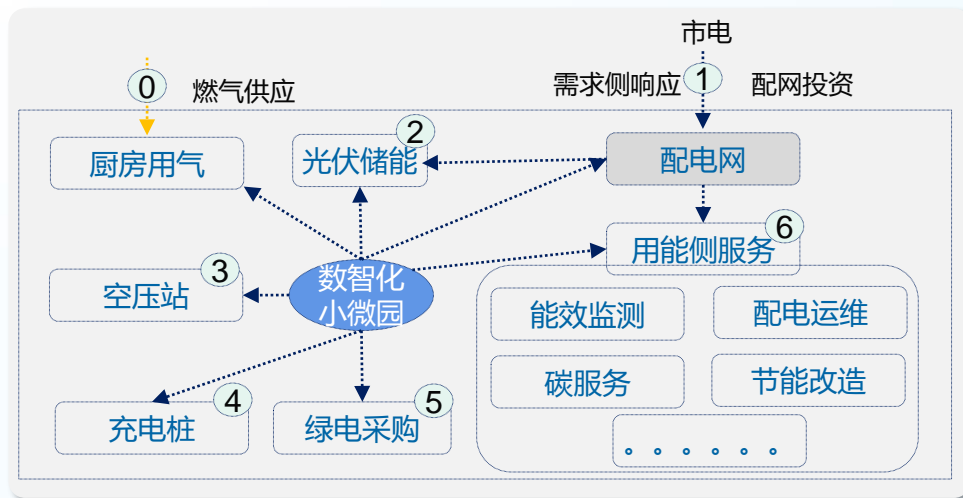 市电
0 燃气供应
需求侧响应 1 配网投资
2
厨房用气
光伏储能
配电网
6
用能侧服务
3
空压站
数智化
小微园
能效监测
配电运维
碳服务
节能改造
4
充电桩
5
绿电采购
。。。。。。